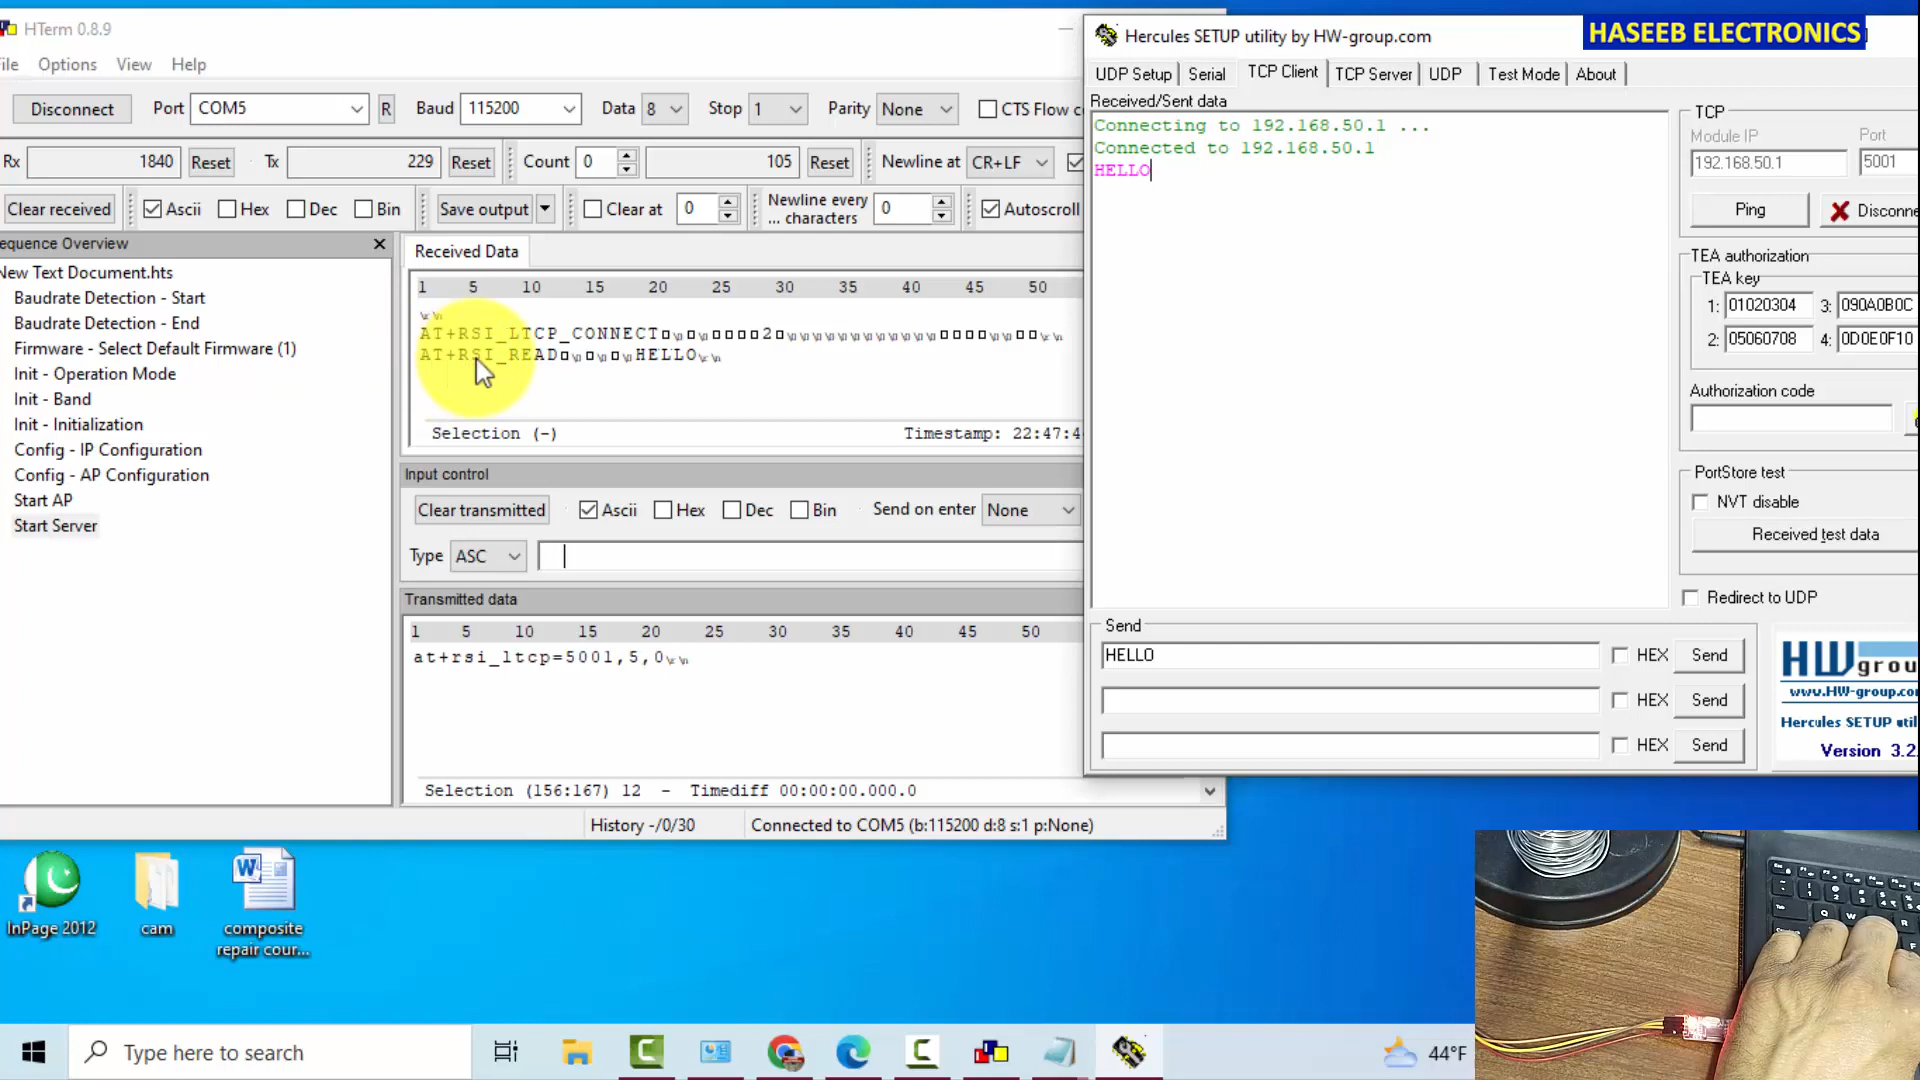 HTerm 0.8.9
File Options View Help
Disconnect Port COM5 R Baud 115200 Data 8 Stop 1 Parity None CTS Flow c
Rx 1840 Reset Tx 229 Reset Count 0 105 Reset Newline at CR+LF
Clear received Ascii Hex Dec Bin Save output Clear at 0 Newline every ... characters 0 Autoscroll
equence Overview
New Text Document.hts
Baudrate Detection - Start
Baudrate Detection - End
Firmware - Select Default Firmware (1)
Init - Operation Mode
Init - Band
Init - Initialization
Config - IP Configuration
Config - AP Configuration
Start AP
Start Server
Received Data
1 5 10 15 20 25 30 35 40 45 50
\r\n
AT+RSI_LTCP_CONNECT□\n□\n□□□□2□\n\n\n\n\n\n\n\n\n\n\n\n\n□□□□\n\n□□\r\n
AT+RSI_READ□\n□\n□\nHELLO\r\n
Selection (-) Timestamp: 22:47:4
Input control
Clear transmitted Ascii Hex Dec Bin Send on enter None
Type ASC
Transmitted data
1 5 10 15 20 25 30 35 40 45 50
at+rsi_ltcp=5001,5,0\r\n
Selection (156:167) 12 - Timediff 00:00:00.000.0
History -/0/30 Connected to COM5 (b:115200 d:8 s:1 p:None)
Hercules SETUP utility by HW-group.com
HASEEB ELECTRONICS
UDP Setup Serial TCP Client TCP Server UDP Test Mode About
Received/Sent data
Connecting to 192.168.50.1 ...
Connected to 192.168.50.1
HELLO
TCP
Module IP Port
192.168.50.1 5001
Ping Disconne
TEA authorization
TEA key
1: 01020304 3: 090A0B0C
2: 05060708 4: 0D0E0F10
Authorization code
PortStore test
NVT disable
Received test data
Redirect to UDP
Send
HELLO HEX Send
HEX Send
HEX Send
HWgrou
www.HW-group.co
Hercules SETUP util
Version 3.2
InPage 2012
cam
composite
repair cour...
Type here to search
44°F